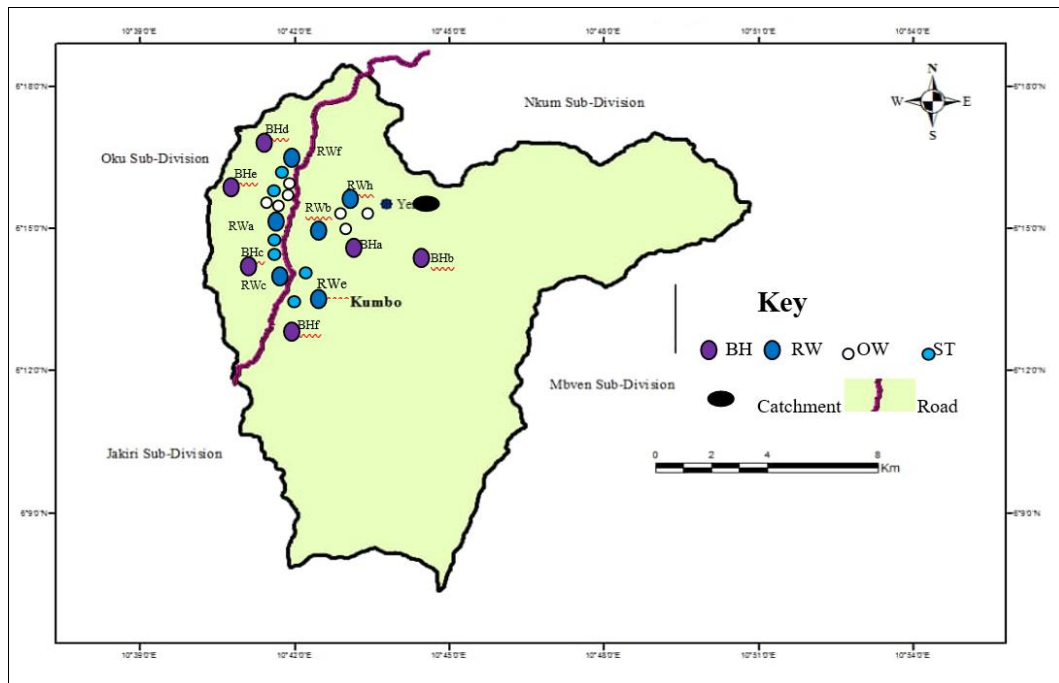 10°39'0"E 10°42'0"E 10°45'0"E 10°48'0"E 10°51'0"E 10°54'0"E
6°18'0"N 6°18'0"N
N
W E
S
Nkum Sub-Division
BHd
RWf
Oku Sub-Division
BHe
RWh
RWb
RWa
6°15'0"N 6°15'0"N
BHa
BHc
BHb
RWc
RWe
Kumbo
Key
BHf
BH RW OW ST
6°12'0"N 6°12'0"N
Mbven Sub-Division
Catchment Road
Jakiri Sub-Division
0 2 4 8
Km
6°9'0"N 6°9'0"N
10°39'0"E 10°42'0"E 10°45'0"E 10°48'0"E 10°51'0"E 10°54'0"E